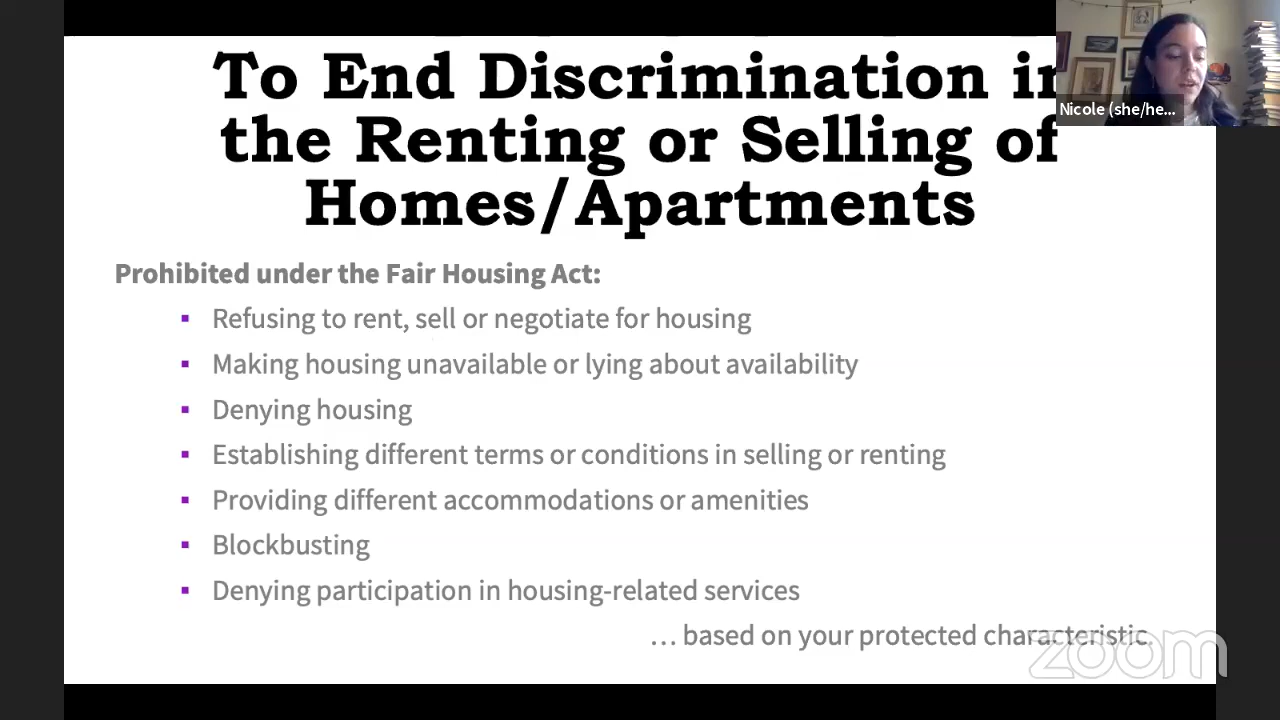 To End Discrimination in
the Renting or Selling of
Homes/Apartments
Nicole (she/he...
Prohibited under the Fair Housing Act:
▪ Refusing to rent, sell or negotiate for housing
▪ Making housing unavailable or lying about availability
▪ Denying housing
▪ Establishing different terms or conditions in selling or renting
▪ Providing different accommodations or amenities
▪ Blockbusting
▪ Denying participation in housing-related services
… based on your protected characteristic.
zoom